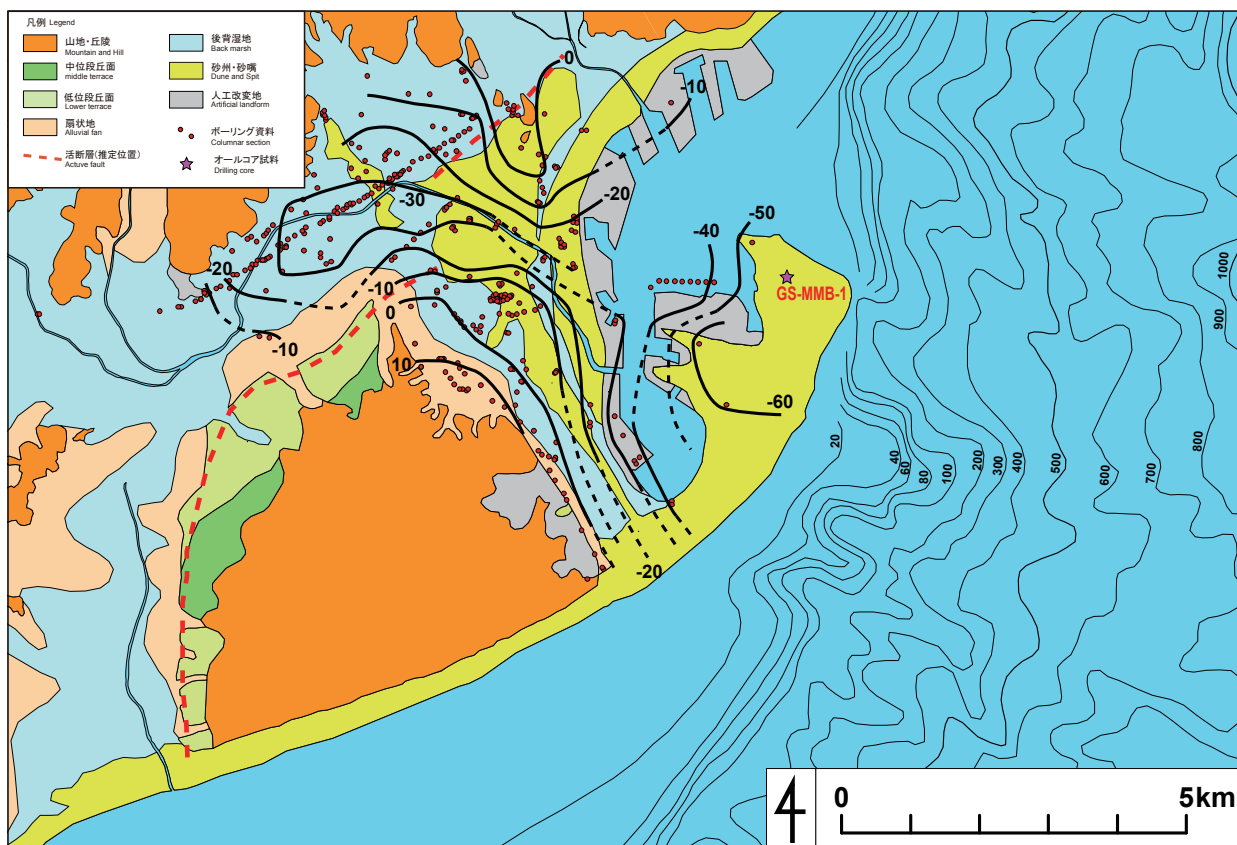 凡例 Legend
山地・丘陵
Mountain and Hill
中位段丘面
middle terrace
低位段丘面
Lower terrace
扇状地
Alluvial fan
活断層(推定位置)
Actuve fault
後背湿地
Back marsh
砂州・砂嘴
Dune and Spit
人工改変地
Artificial landform
ボーリング資料
Columnar section
オールコア試料
Drilling core
0
-10
-20
-30
-40
-50
-20
-10
0
-10
10
-60
-20
GS-MMB-1
20
40
60
80
100
200
300
400
500
600
700
800
900
1000
0
5km